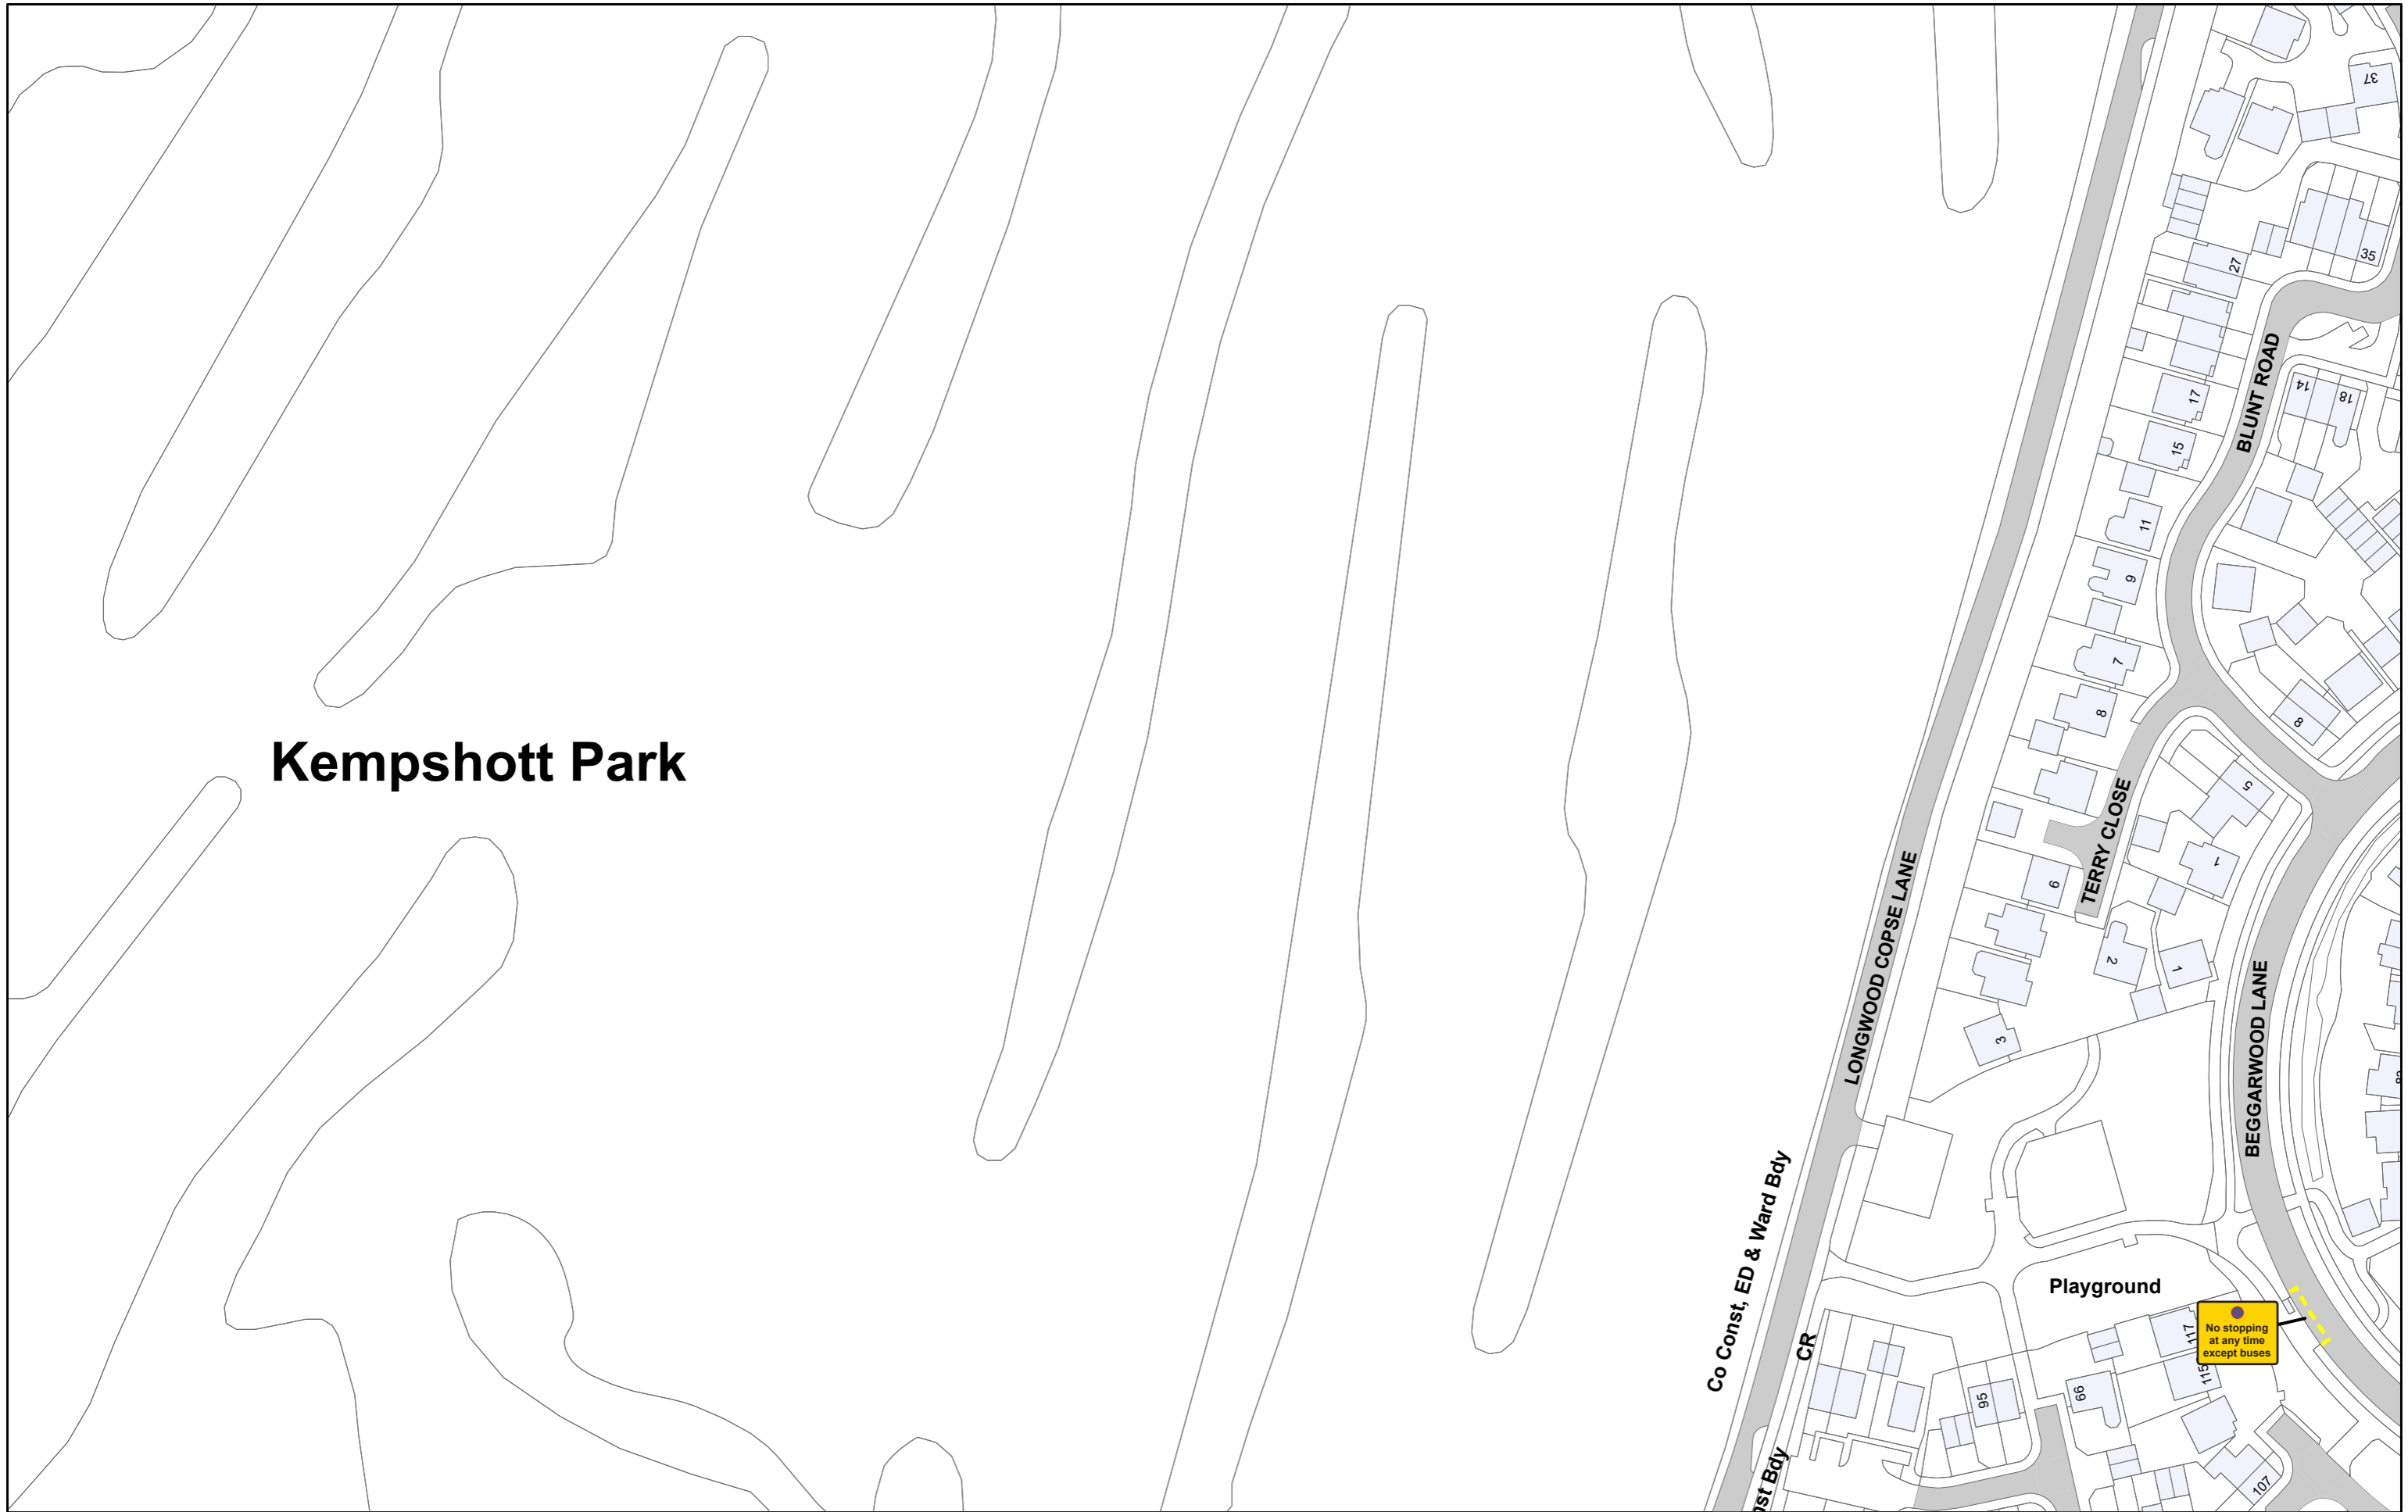 37
35
27
BLUNT ROAD
14
18
17
15
11
9
7
8
8
5
TERRY CLOSE
1
6
LONGWOOD COPSE LANE
2
1
BEGGARWOOD LANE
3
Kempshott Park
Co Const, ED & Ward Bdy
Playground
No stopping
at any time
except buses
117
115
CR
95
99
107
Bdy